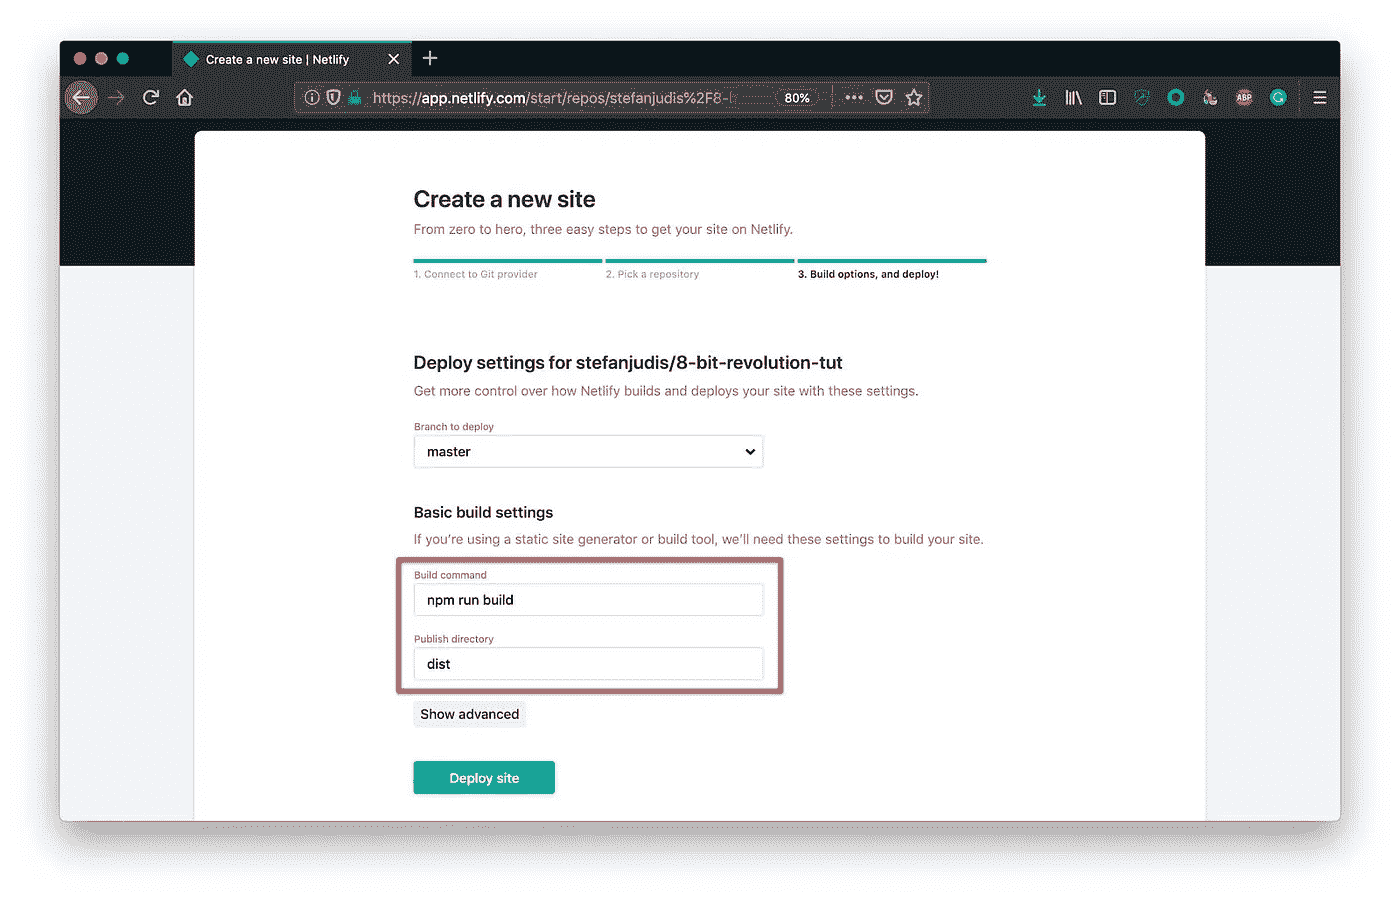 Create a new site | Netlify
https://app.netlify.com/start/repos/stefanjudis%2F8- 80%
ABP
Create a new site
From zero to hero, three easy steps to get your site on Netlify.
1. Connect to Git provider 2. Pick a repository 3. Build options, and deploy!
Deploy settings for stefanjudis/8-bit-revolution-tut
Get more control over how Netlify builds and deploys your site with these settings.
Branch to deploy
master
Basic build settings
If you're using a static site generator or build tool, we'll need these settings to build your site.
Build command
npm run build
Publish directory
dist
Show advanced
Deploy site